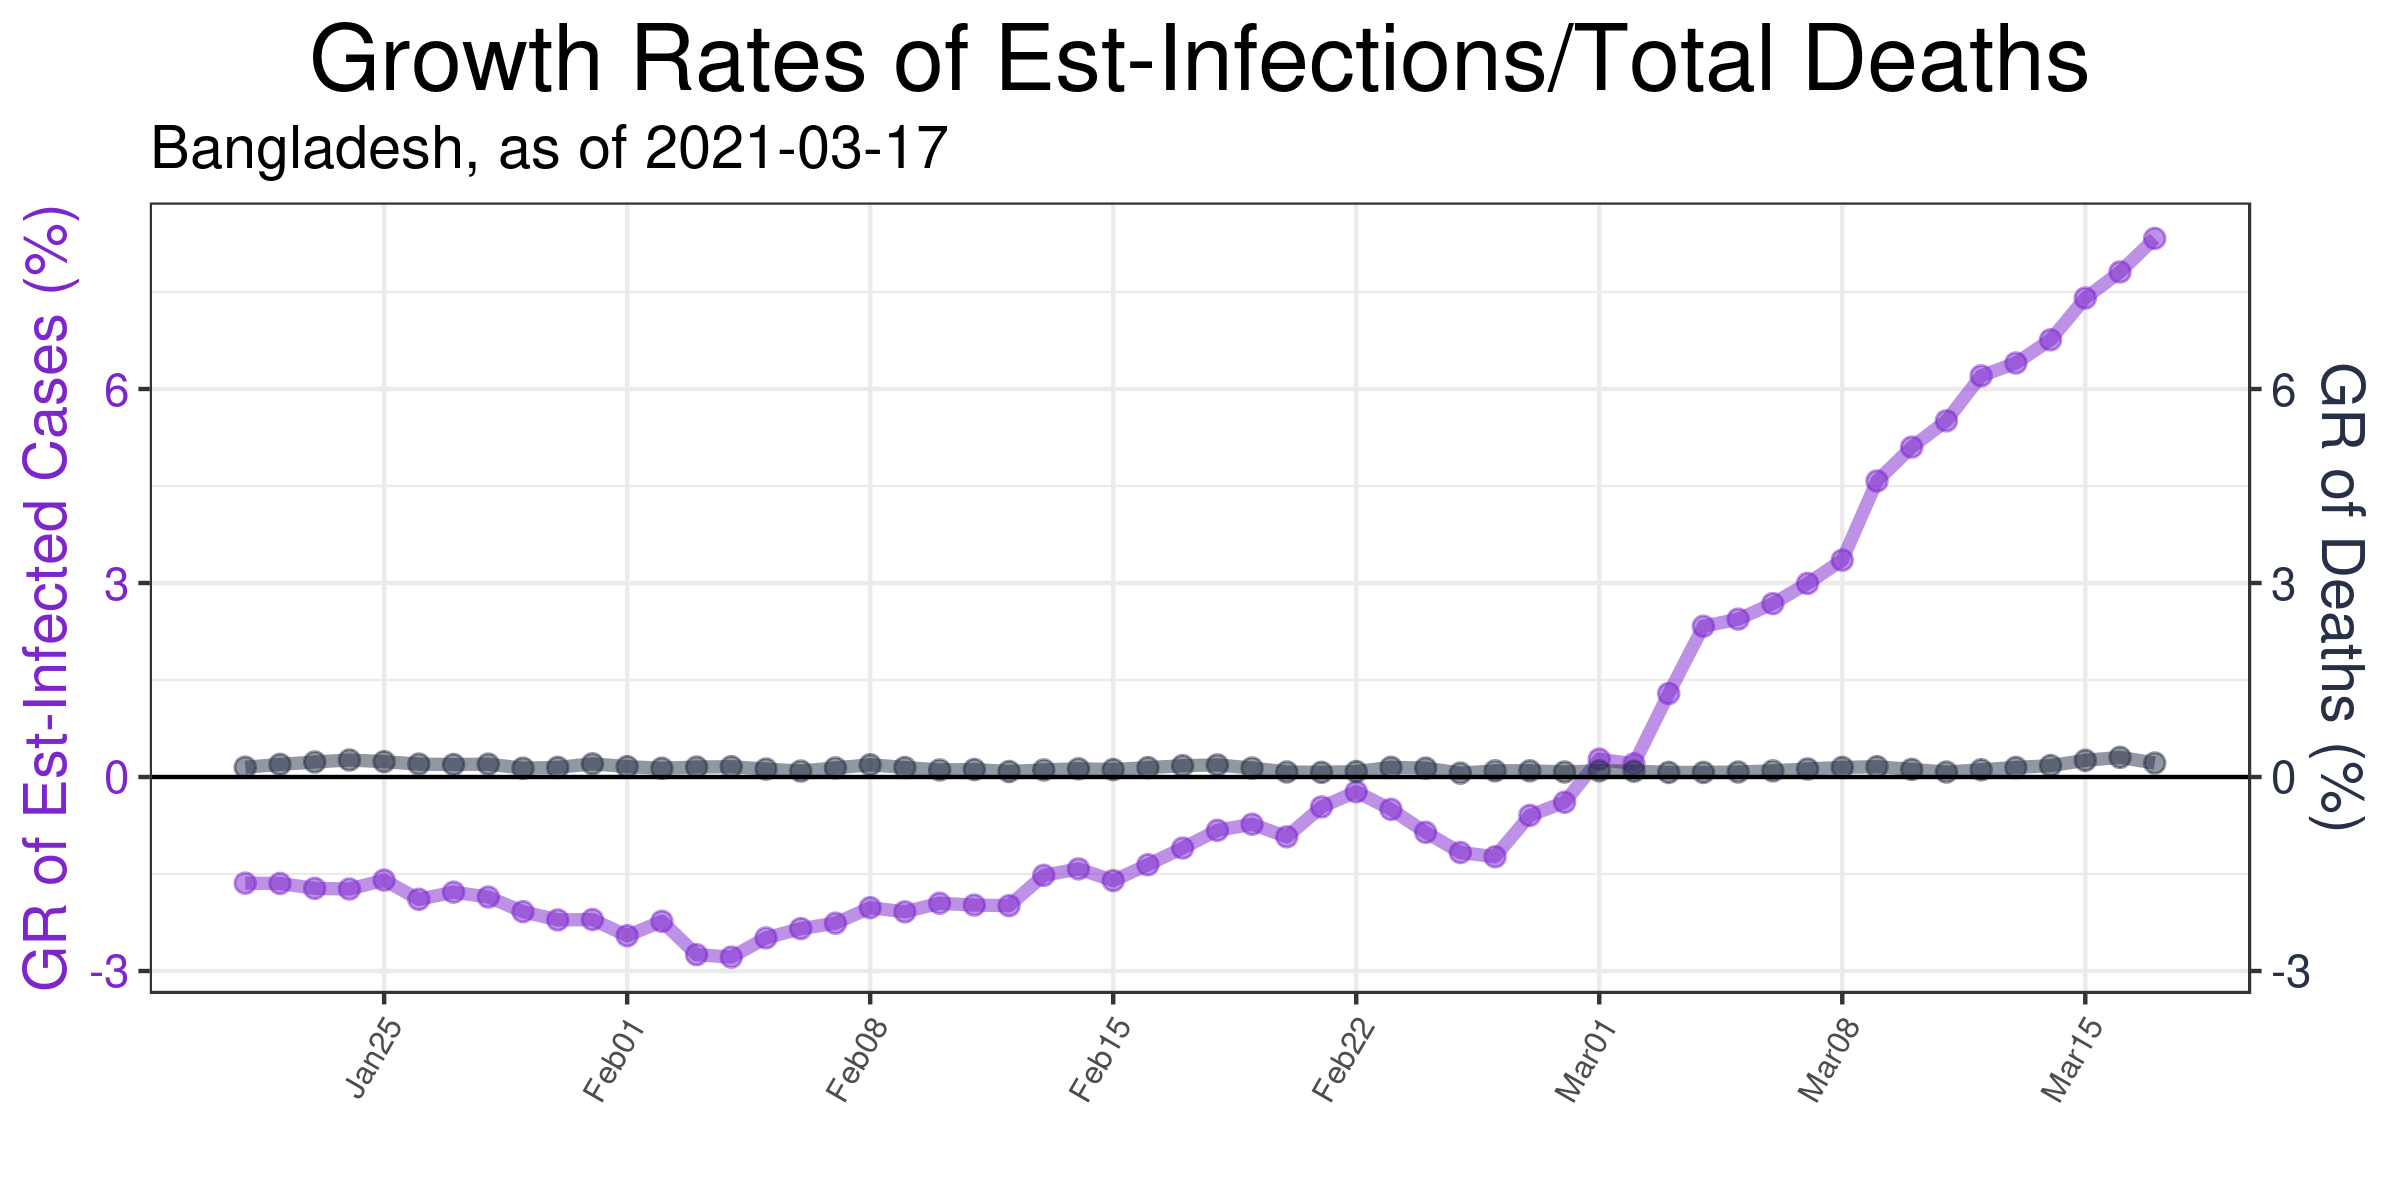 Growth Rates of Est-Infections/Total Deaths
Bangladesh, as of 2021-03-17
GR of Est-Infected Cases (%)
6
3
0
-3
6
3
0
-3
GR of Deaths (%)
Jan25
Feb01
Feb08
Feb15
Feb22
Mar01
Mar08
Mar15